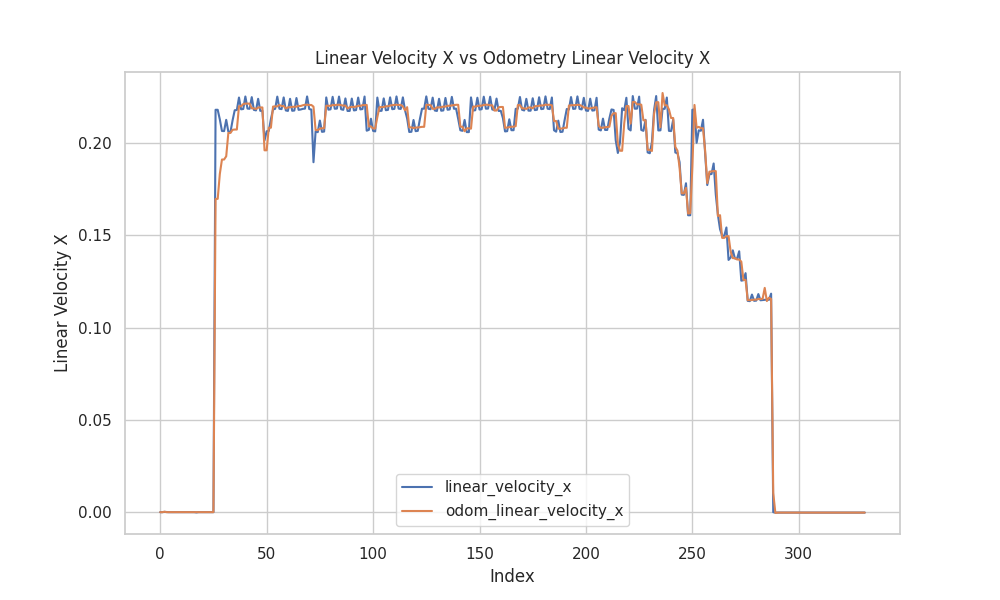 Linear Velocity X vs Odometry Linear Velocity X
Linear Velocity X
0.20
0.15
0.10
0.05
0.00
linear_velocity_x
odom_linear_velocity_x
0 50 100 150 200 250 300
Index